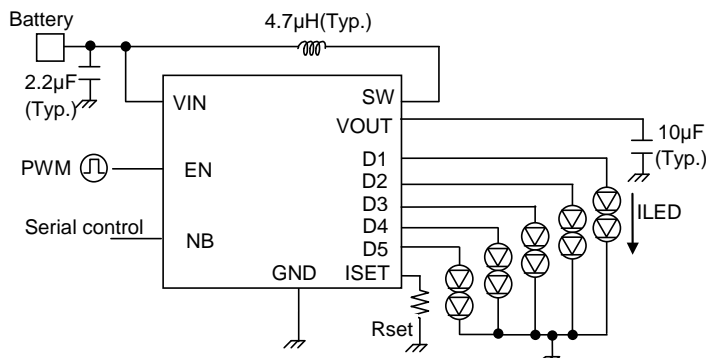 Battery
4.7µH(Typ.)
2.2µF
(Typ.)
VIN
SW
VOUT
10µF
(Typ.)
PWM
EN
D1
D2
D3
D4
D5
ILED
Serial control
NB
GND
ISET
Rset